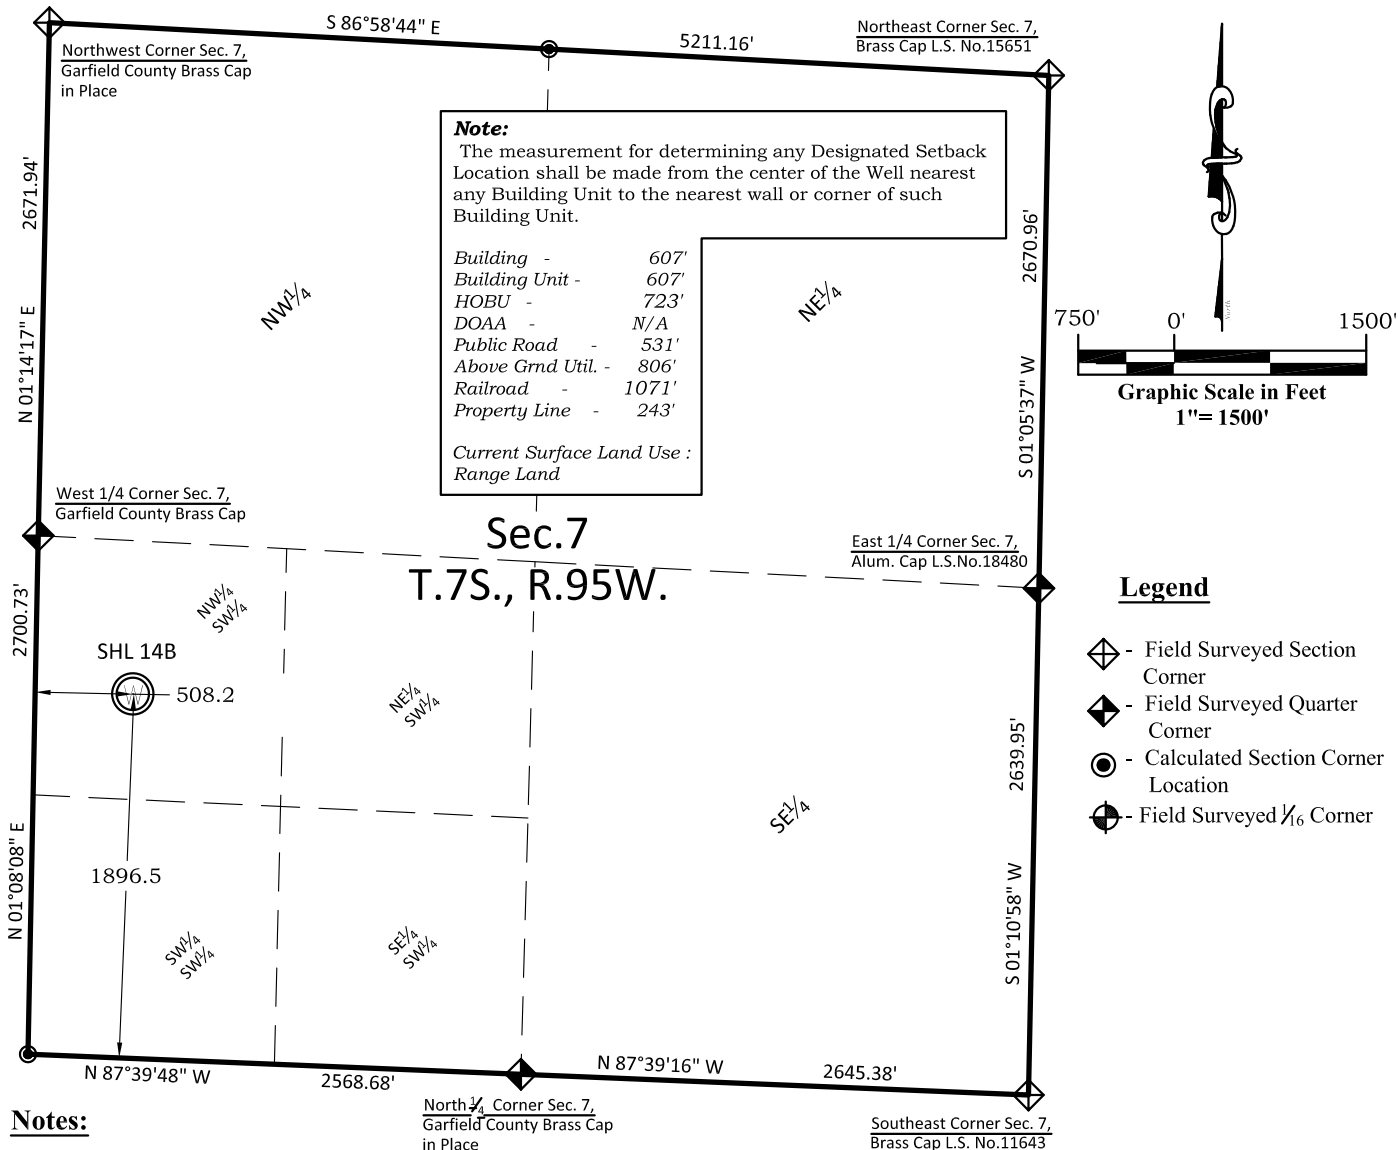 S 86°58'44" E
5211.16'
Northeast Corner Sec. 7,
Brass Cap L.S. No.15651
Northwest Corner Sec. 7,
Garfield County Brass Cap
in Place
Note:
The measurement for determining any Designated Setback
Location shall be made from the center of the Well nearest
any Building Unit to the nearest wall or corner of such
Building Unit.
Building - 607'
Building Unit - 607'
HOBU - 723'
DOAA - N/A
Public Road - 531'
Above Grnd Util. - 806'
Railroad - 1071'
Property Line - 243'
Current Surface Land Use :
Range Land
2671.94'
N 01°14'17" E
NW¼
NE¼
2670.96'
S 01°05'37" W
North
750' 0' 1500'
Graphic Scale in Feet
1"= 1500'
West 1/4 Corner Sec. 7,
Garfield County Brass Cap
Sec.7
T.7S., R.95W.
East 1/4 Corner Sec. 7,
Alum. Cap L.S.No.18480
Legend
- Field Surveyed Section
Corner
- Field Surveyed Quarter
Corner
- Calculated Section Corner
Location
- Field Surveyed 1/16 Corner
2700.73'
N 01°08'08" E
NW¼
SW¼
SHL 14B
W
508.2
NE¼
SW¼
1896.5
SW¼
SW¼
SE¼
SW¼
SE¼
2639.95'
S 01°10'58" W
N 87°39'48" W
2568.68'
N 87°39'16" W
2645.38'
North ¼ Corner Sec. 7,
Garfield County Brass Cap
in Place
Southeast Corner Sec. 7,
Brass Cap L.S. No.11643
Notes: